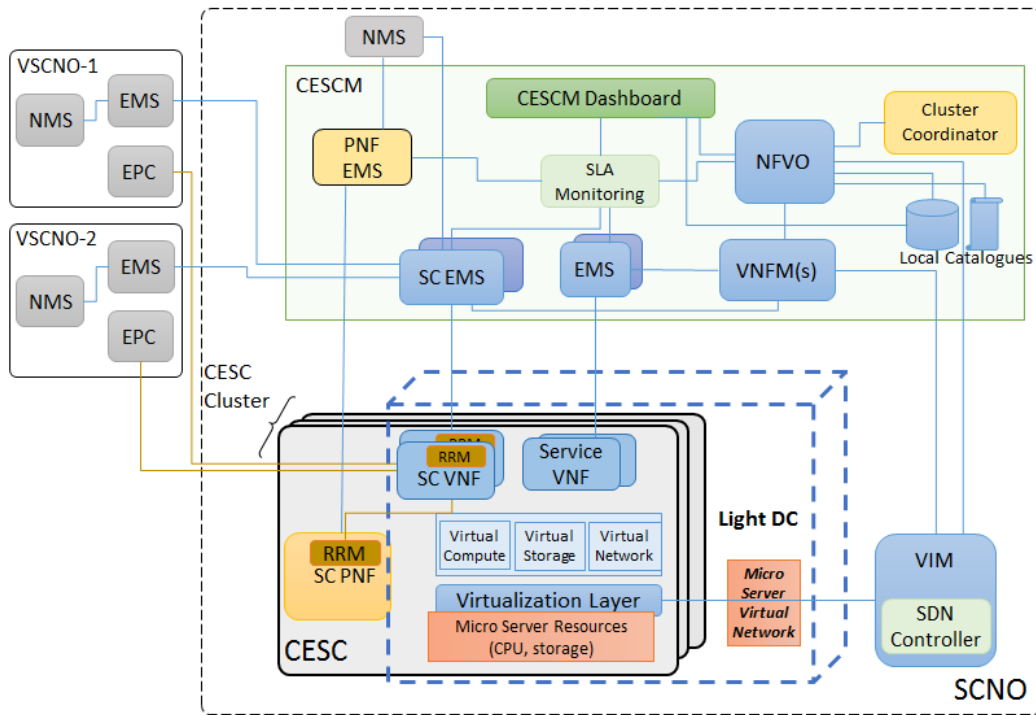 VSCNO-1
EMS
NMS
EPC
VSCNO-2
EMS
NMS
EPC
NMS
CESCM
CESCM Dashboard
Cluster
Coordinator
PNF
EMS
SLA
Monitoring
NFVO
Local Catalogues
SC EMS
EMS
VNFM(s)
CESC
Cluster
RRM
RRM
SC VNF
Service
VNF
Light DC
Virtual
Compute
Virtual
Storage
Virtual
Network
RRM
SC PNF
Virtualization Layer
Micro Server Resources
(CPU, storage)
Micro
Server
Virtual
Network
VIM
SDN
Controller
CESC
SCNO